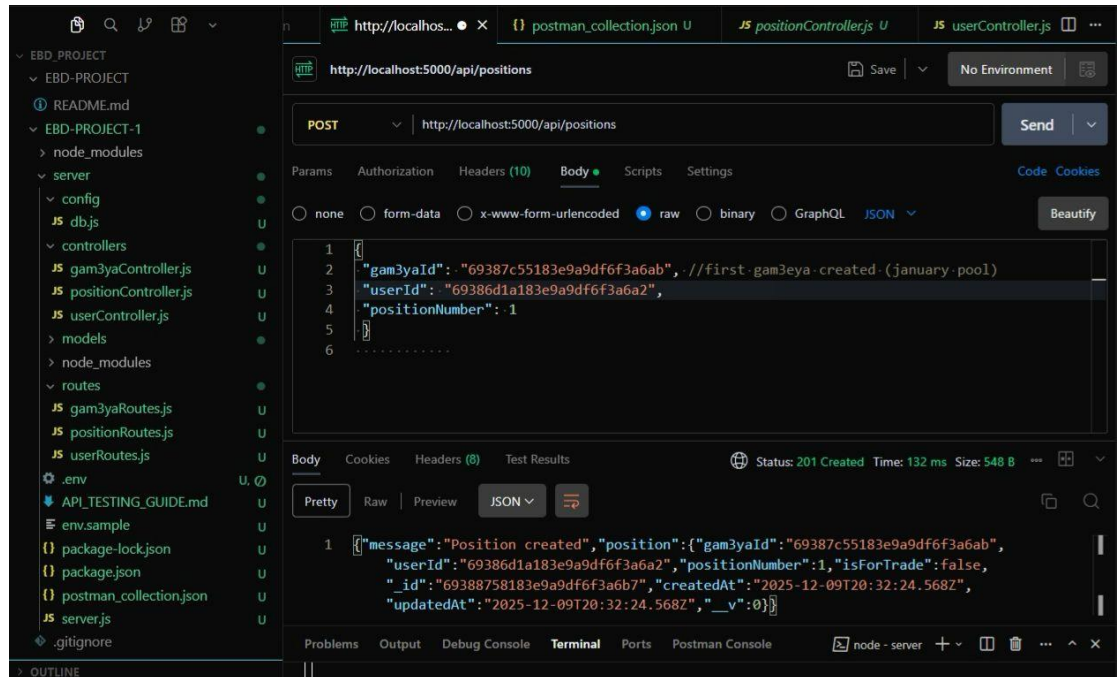 n
http://localhos...
postman_collection.json U
JS positionController.js U
JS userController.js
EBD_PROJECT
EBD-PROJECT
README.md
EBD-PROJECT-1
node_modules
server
config
JS db.js U
controllers
JS gam3yaController.js U
JS positionController.js U
JS userController.js U
models
node_modules
routes
JS gam3yaRoutes.js U
JS positionRoutes.js U
JS userRoutes.js U
.env U,
API_TESTING_GUIDE.md U
env.sample U
{} package-lock.json U
{} package.json U
{} postman_collection.json U
JS server.js U
.gitignore
OUTLINE
HTTP http://localhost:5000/api/positions Save No Environment
POST http://localhost:5000/api/positions Send
Params Authorization Headers (10) Body Scripts Settings Code Cookies
none form-data x-www-form-urlencoded raw binary GraphQL JSON Beautify
1 {
2 "gam3yaId": "69387c55183e9a9df6f3a6ab", //first gam3eya created (january pool)
3 "userId": "69386d1a183e9a9df6f3a6a2",
4 "positionNumber": 1
5 }
6
Body Cookies Headers (8) Test Results Status: 201 Created Time: 132 ms Size: 548 B
Pretty Raw Preview JSON
1 {"message":"Position created","position":{"gam3yaId":"69387c55183e9a9df6f3a6ab",
"userId":"69386d1a183e9a9df6f3a6a2","positionNumber":1,"isForTrade":false,
"_id":"69388758183e9a9df6f3a6b7","createdAt":"2025-12-09T20:32:24.568Z",
"updatedAt":"2025-12-09T20:32:24.568Z","__v":0}}
Problems Output Debug Console Terminal Ports Postman Console node - server